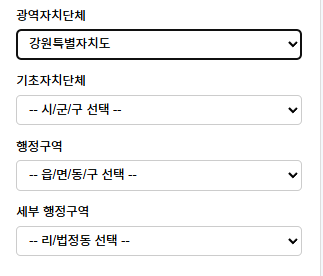 광역자치단체
강원특별자치도
기초자치단체
-- 시/군/구 선택 --
행정구역
-- 읍/면/동/구 선택 --
세부 행정구역
-- 리/법정동 선택 --